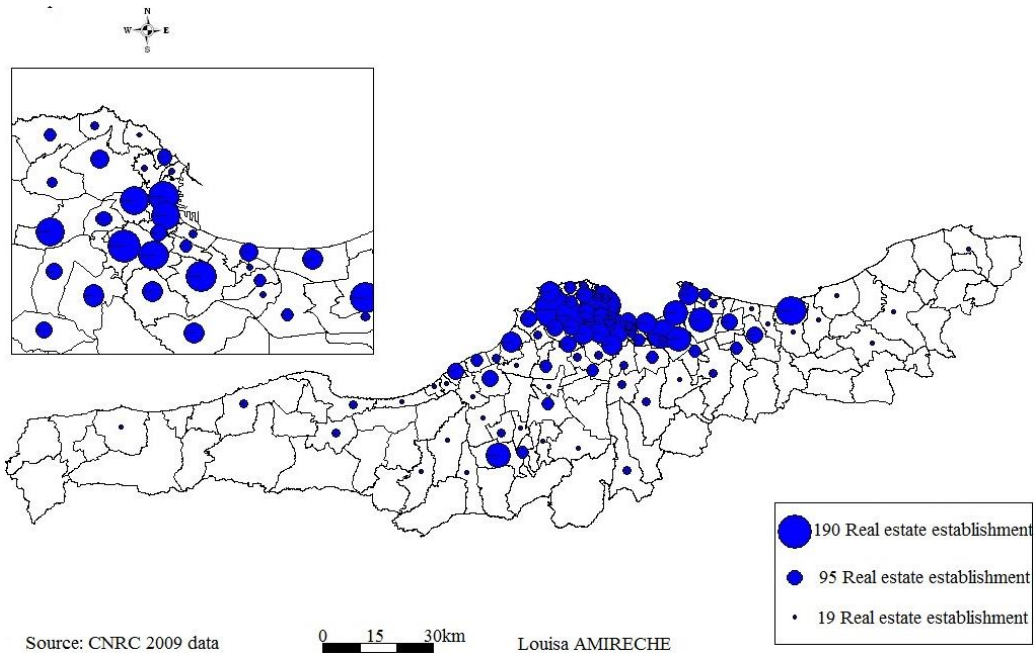 N
W E
S
190 Real estate establishment
95 Real estate establishment
19 Real estate establishment
Source: CNRC 2009 data
0 15 30km
Louisa AMIRECHE